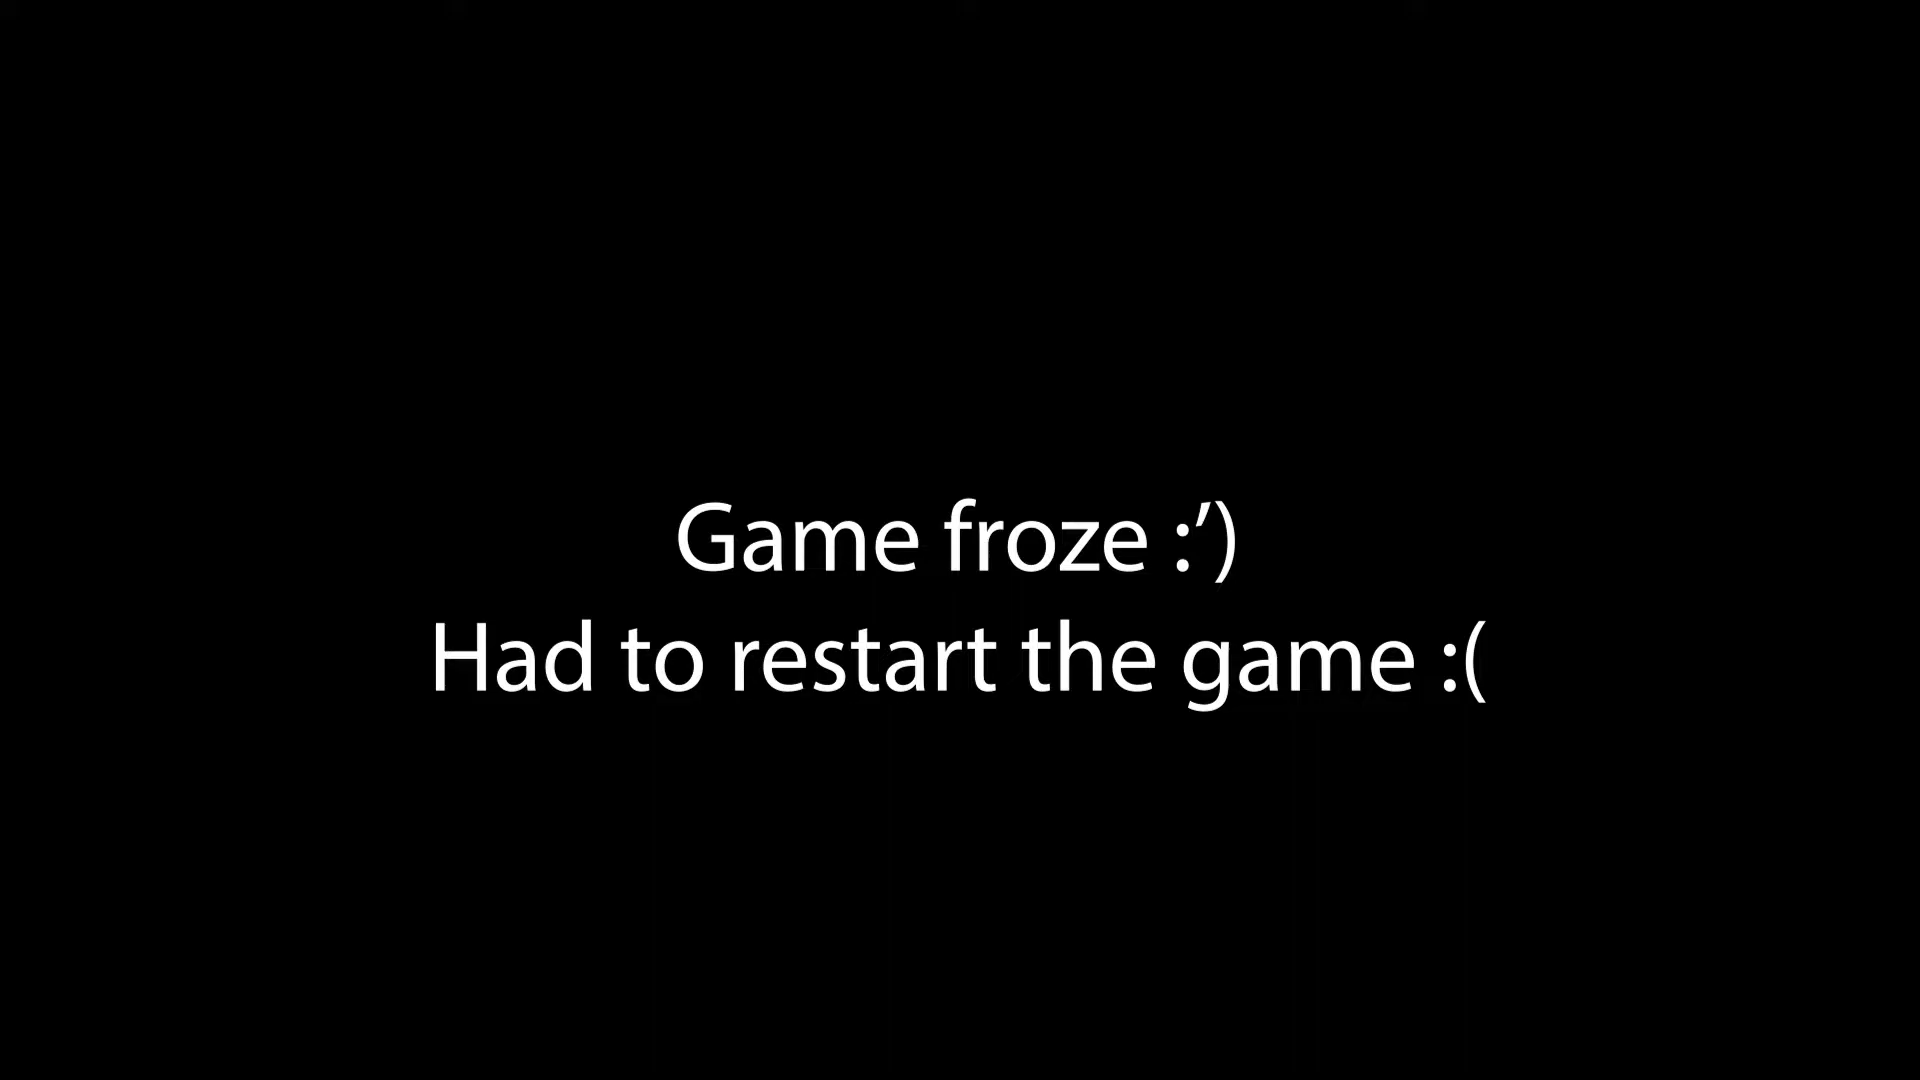 Game froze :’)
Had to restart the game :(